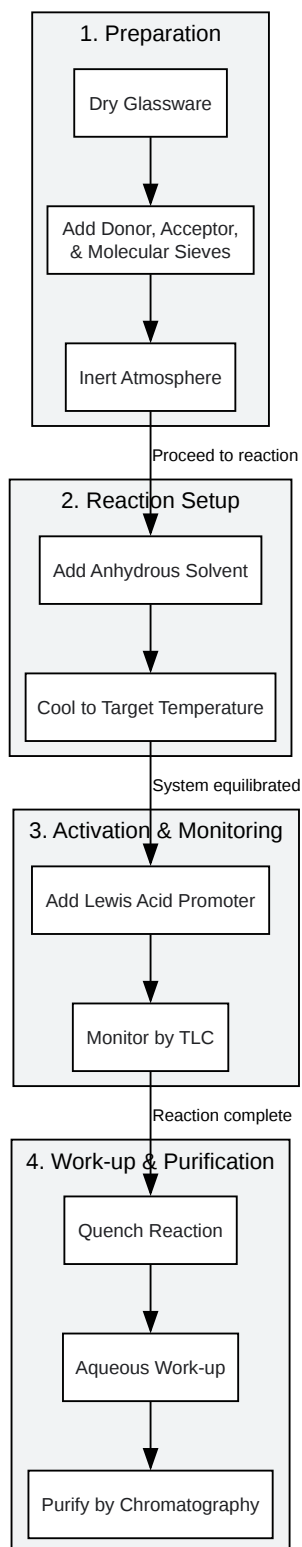 1. Preparation
Dry Glassware
Add Donor, Acceptor,
& Molecular Sieves
Inert Atmosphere
Proceed to reaction
2. Reaction Setup
Add Anhydrous Solvent
Cool to Target Temperature
System equilibrated
3. Activation & Monitoring
Add Lewis Acid Promoter
Monitor by TLC
Reaction complete
4. Work-up & Purification
Quench Reaction
Aqueous Work-up
Purify by Chromatography